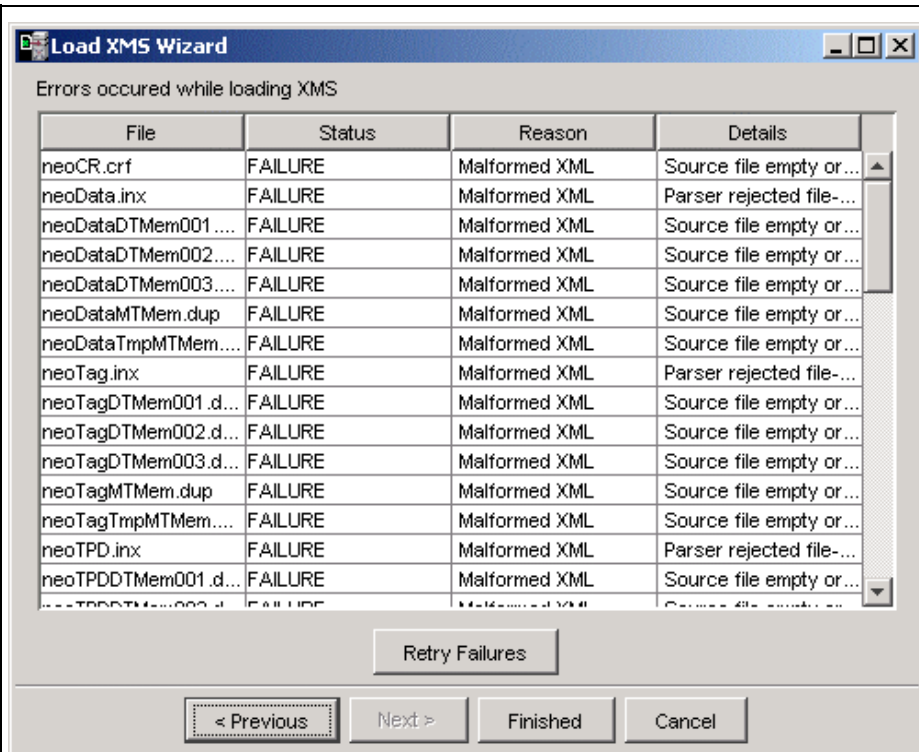 Load XMS Wizard
Errors occured while loading XMS
File Status Reason Details
neoCR.crf FAILURE Malformed XML Source file empty or...
neoData.inx FAILURE Malformed XML Parser rejected file-...
neoDataDTMem001.... FAILURE Malformed XML Source file empty or...
neoDataDTMem002.... FAILURE Malformed XML Source file empty or...
neoDataDTMem003.... FAILURE Malformed XML Source file empty or...
neoDataMTMem.dup FAILURE Malformed XML Source file empty or...
neoDataTmpMTMem.... FAILURE Malformed XML Source file empty or...
neoTag.inx FAILURE Malformed XML Parser rejected file-...
neoTagDTMem001.d... FAILURE Malformed XML Source file empty or...
neoTagDTMem002.d... FAILURE Malformed XML Source file empty or...
neoTagDTMem003.d... FAILURE Malformed XML Source file empty or...
neoTagMTMem.dup FAILURE Malformed XML Source file empty or...
neoTagTmpMTMem.... FAILURE Malformed XML Source file empty or...
neoTPD.inx FAILURE Malformed XML Parser rejected file-...
neoTPDDTMem001.d... FAILURE Malformed XML Source file empty or...
FAILURE Malformed XML Source file empty or...
Retry Failures
< Previous Next > Finished Cancel